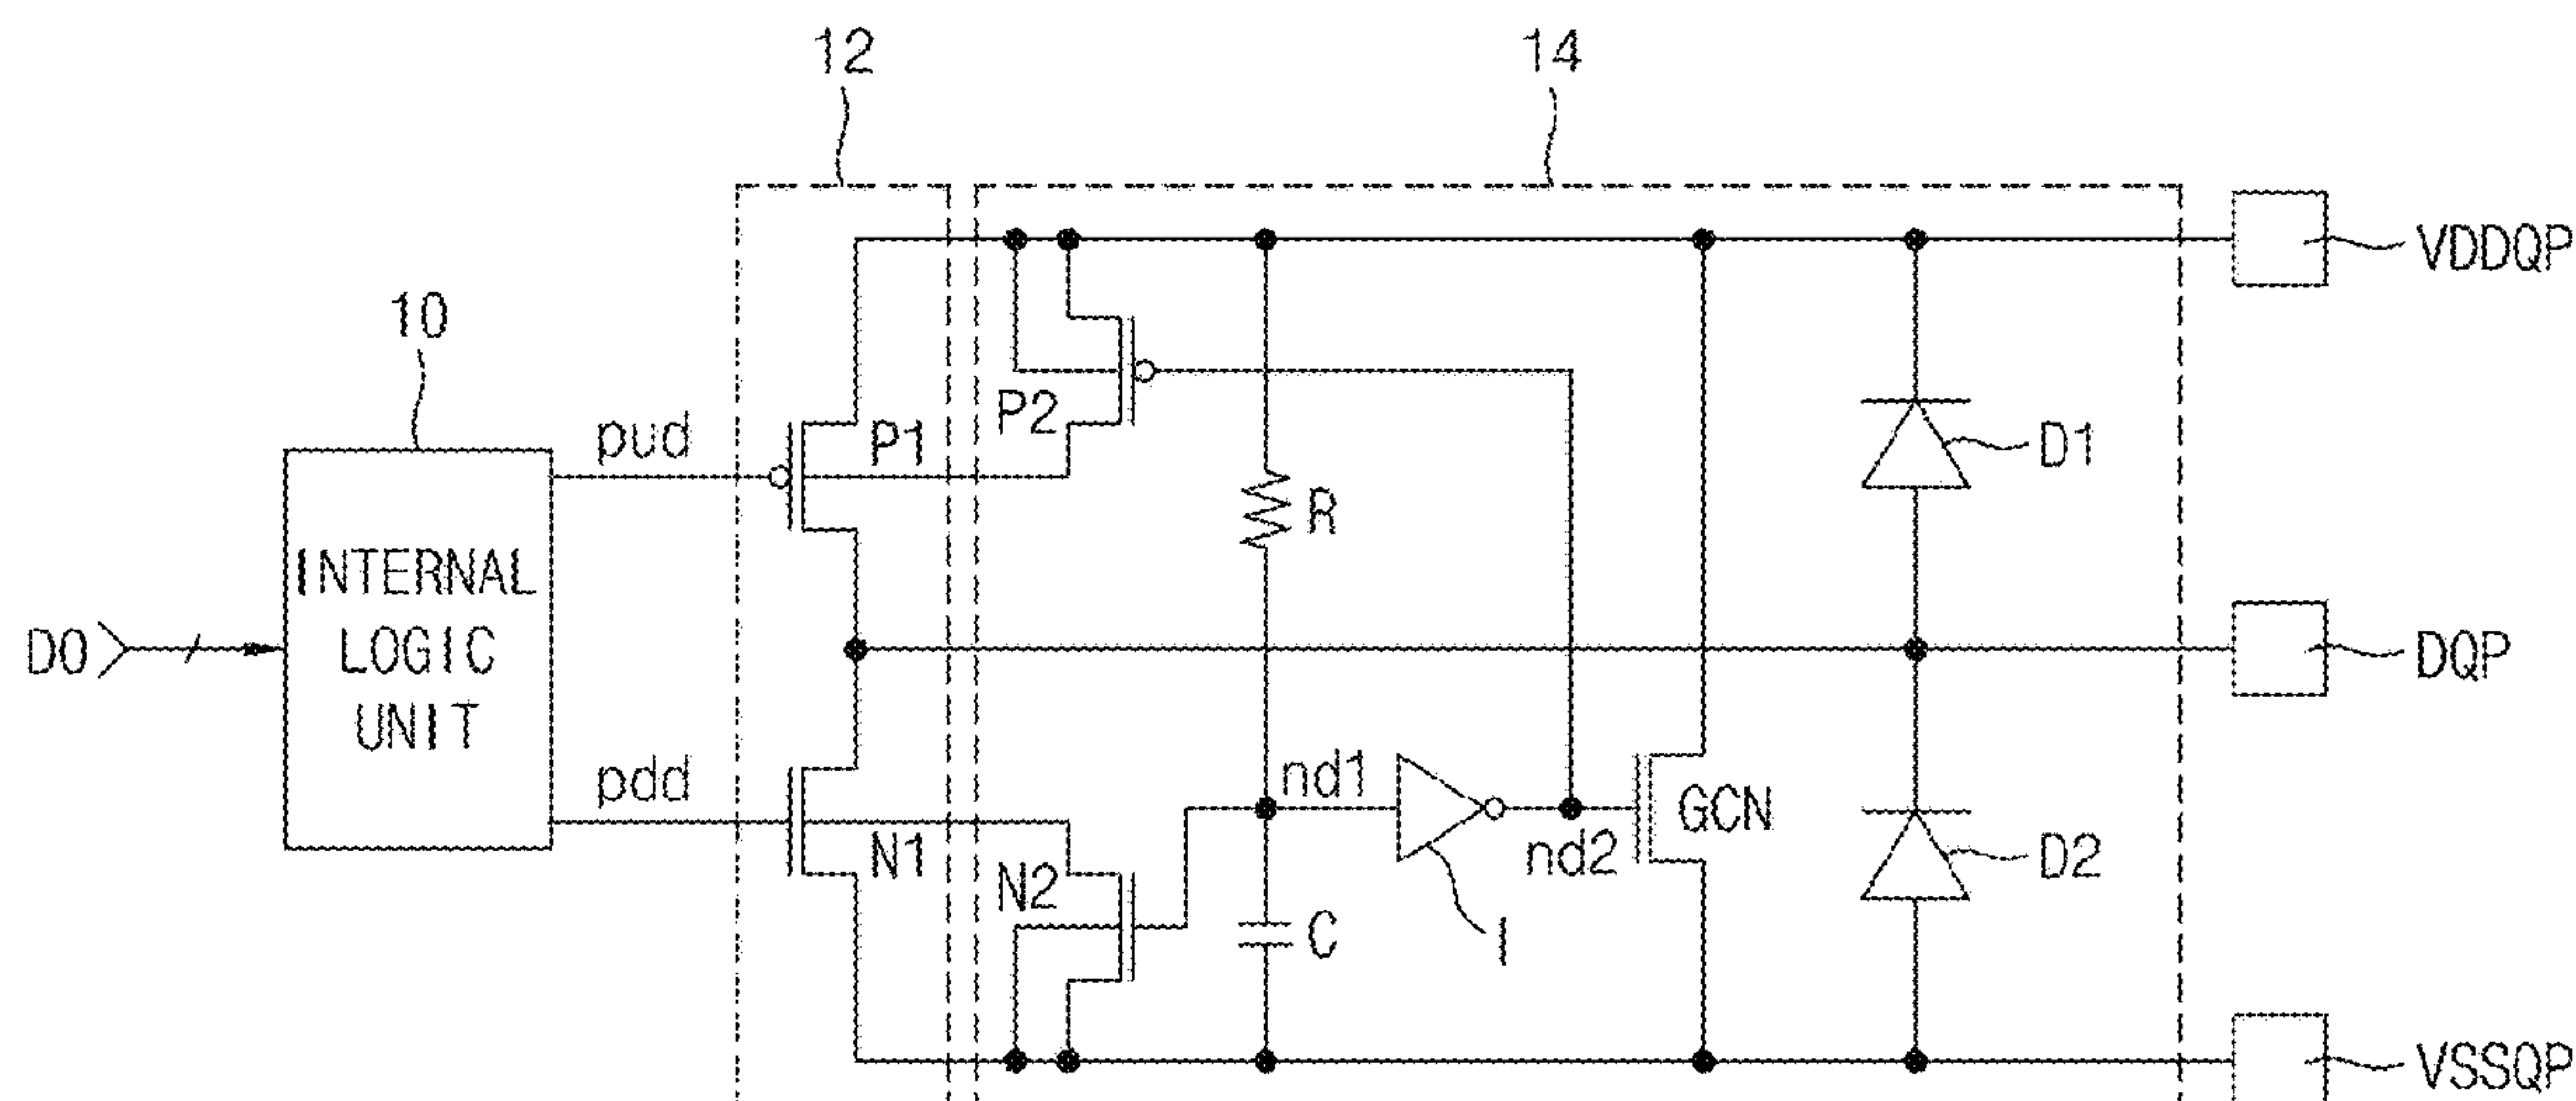 12
14
VDDQP
10
P1
P2
pud
D1
R
INTERNAL
LOGIC
UNIT
DO
DQP
nd1
pdd
GCN
N1
nd2
D2
N2
C
I
VSSQP